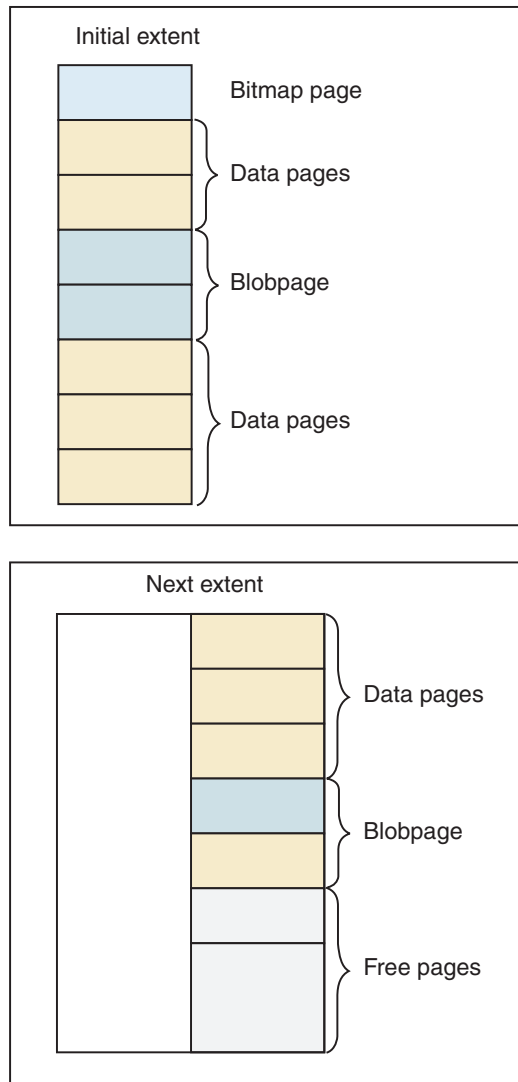 Initial extent
Bitmap page
Data pages
Blobpage
Data pages
Next extent
Data pages
Blobpage
Free pages